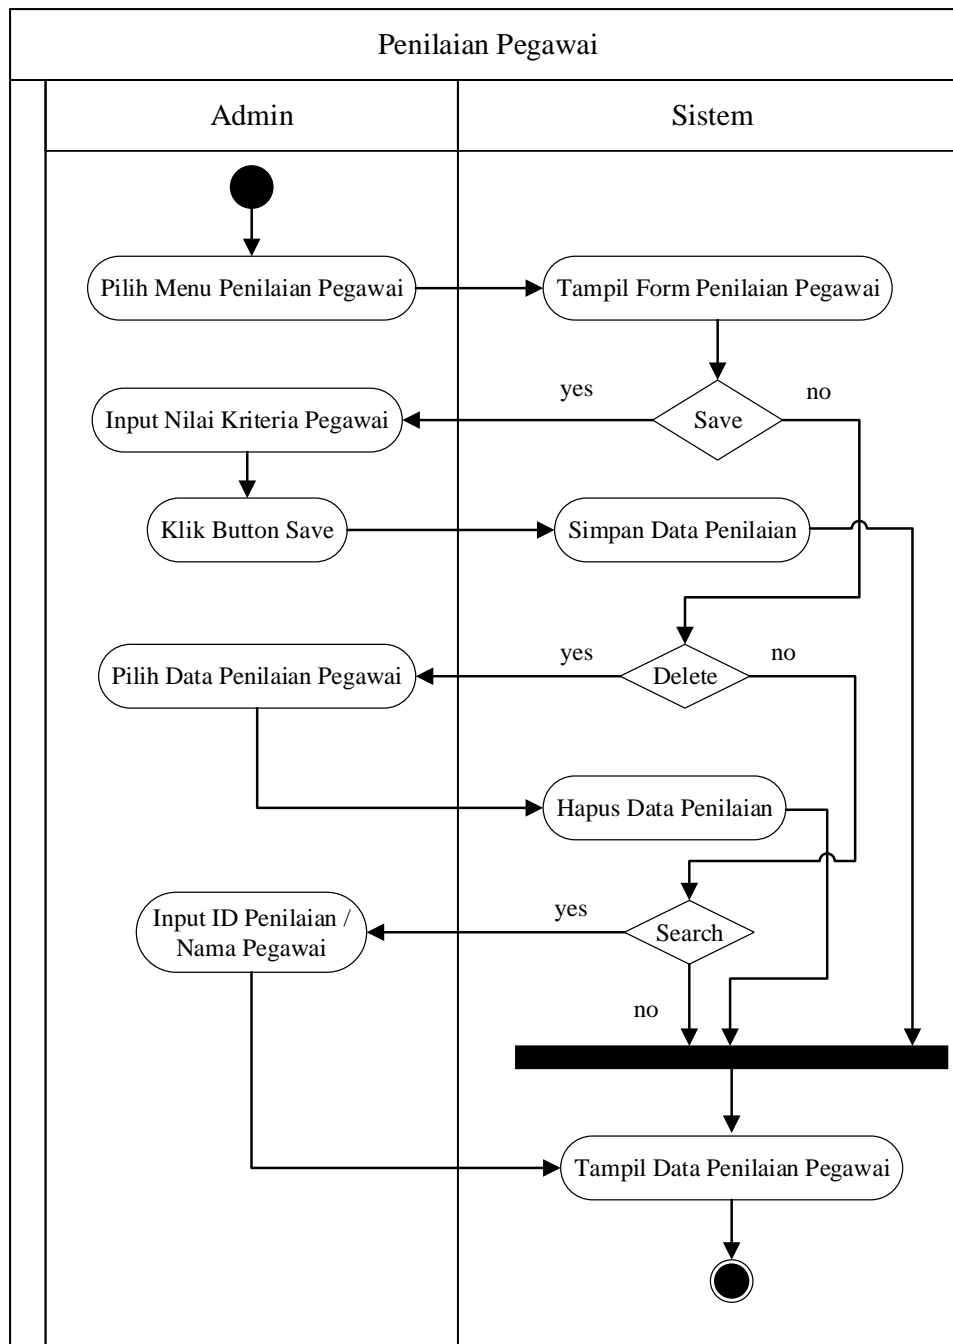 Penilaian Pegawai
Admin
Sistem
Pilih Menu Penilaian Pegawai
Tampil Form Penilaian Pegawai
yes
no
Input Nilai Kriteria Pegawai
Save
Klik Button Save
Simpan Data Penilaian
yes
no
Pilih Data Penilaian Pegawai
Delete
Hapus Data Penilaian
Input ID Penilaian /
Nama Pegawai
yes
Search
no
Tampil Data Penilaian Pegawai